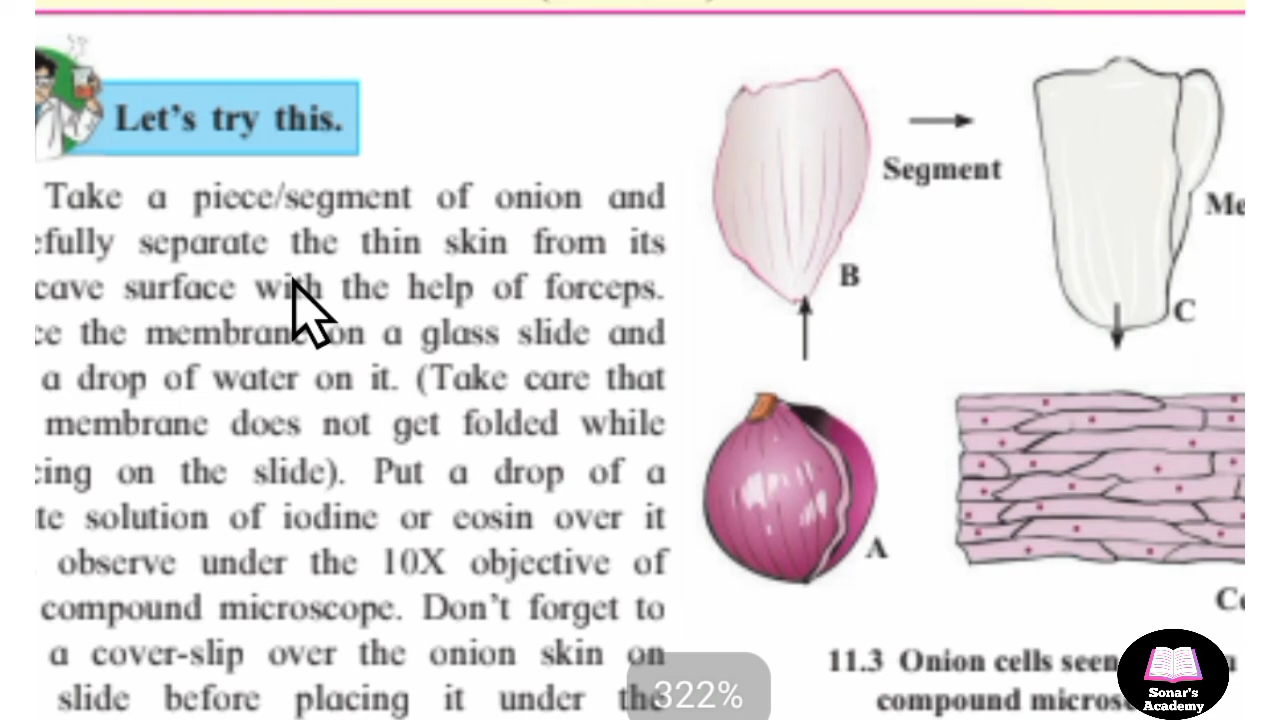 Let's try this.
Take a piece/segment of onion and
efully separate the thin skin from its
cave surface with the help of forceps.
ce the membrane on a glass slide and
a drop of water on it. (Take care that
membrane does not get folded while
cing on the slide). Put a drop of a
te solution of iodine or eosin over it
observe under the 10X objective of
compound microscope. Don't forget to
a cover-slip over the onion skin on
slide before placing it under the
322%
Segment
B
Me
C
A
Ce
11.3 Onion cells seen
compound micros
Sonar's
Academy